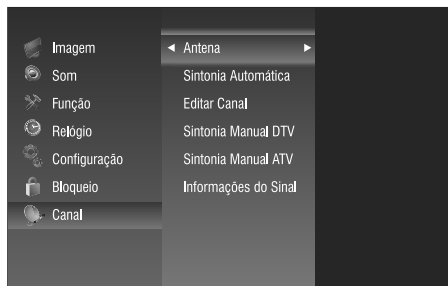 Imagem
Som
Função
Relógio
Configuração
Bloqueio
Canal
Antena
Sintonia Automática
Editar Canal
Sintonia Manual DTV
Sintonia Manual ATV
Informações do Sinal